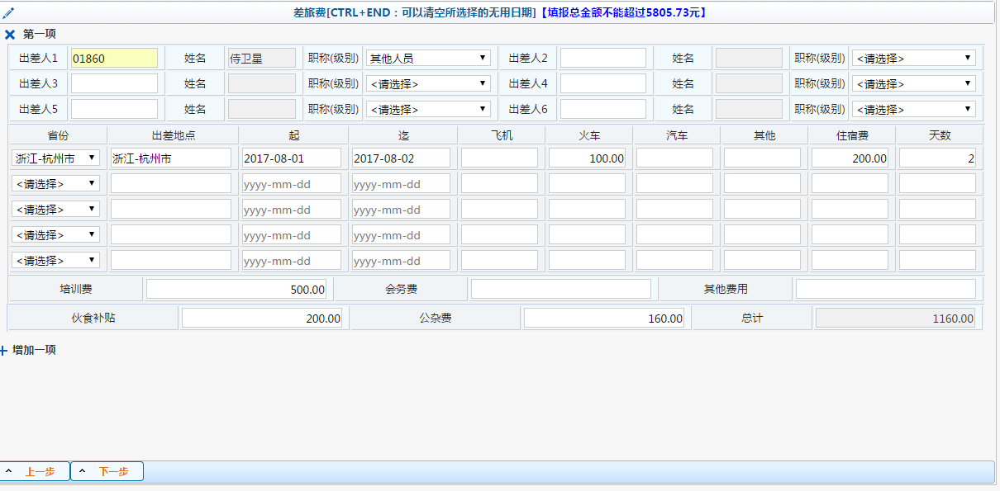 差旅费[CTRL+END：可以清空所选择的无用日期]【填报总金额不能超过5805.73元】
第一项
出差人1 01860 姓名 侍卫星 职称(级别) 其他人员 出差人2 姓名 职称(级别) <请选择>
出差人3 姓名 职称(级别) <请选择> 出差人4 姓名 职称(级别) <请选择>
出差人5 姓名 职称(级别) <请选择> 出差人6 姓名 职称(级别) <请选择>
省份 出差地点 起 迄 飞机 火车 汽车 其他 住宿费 天数
浙江-杭州市 浙江-杭州市 2017-08-01 2017-08-02 100.00 200.00 2
<请选择> yyyy-mm-dd yyyy-mm-dd
<请选择> yyyy-mm-dd yyyy-mm-dd
<请选择> yyyy-mm-dd yyyy-mm-dd
<请选择> yyyy-mm-dd yyyy-mm-dd
培训费 500.00 会务费 其他费用
伙食补贴 200.00 公杂费 160.00 总计 1160.00
增加一项
上一步 下一步